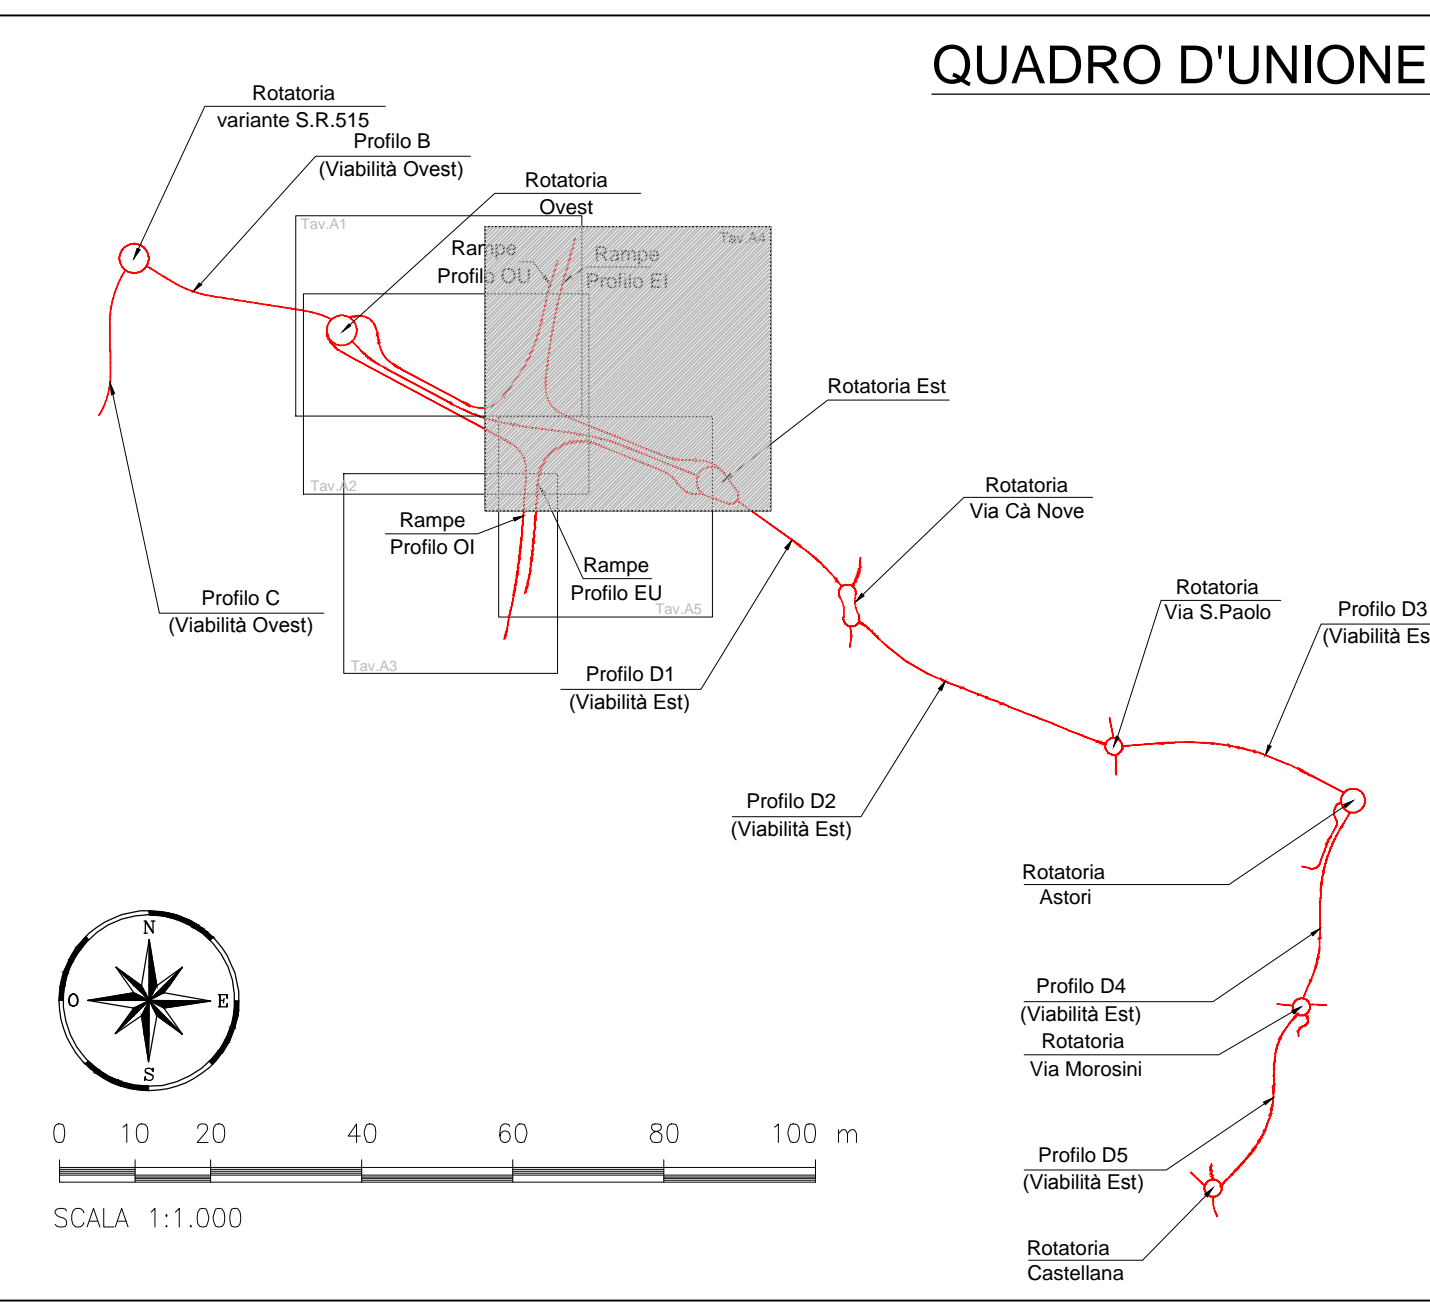 QUADRO D'UNIONE
Rotatoria
variante S.R.515
Profilo B
(Viabilità Ovest)
Rotatoria
Ovest
Tav.A1
Tav.A4
Rampe
Profilo OU
Rampe
Profilo EI
Rotatoria Est
Tav.A2
Rotatoria
Via Cà Nove
Rampe
Profilo OI
Rampe
Profilo EU
Tav.A5
Profilo C
(Viabilità Ovest)
Rotatoria
Via S.Paolo
Profilo D3
(Viabilità Es
Tav.A3
Profilo D1
(Viabilità Est)
Profilo D2
(Viabilità Est)
Rotatoria
Astori
N
O
E
S
Profilo D4
(Viabilità Est)
Rotatoria
Via Morosini
0 10 20 40 60 80 100 m
SCALA 1:1.000
Profilo D5
(Viabilità Est)
Rotatoria
Castellana